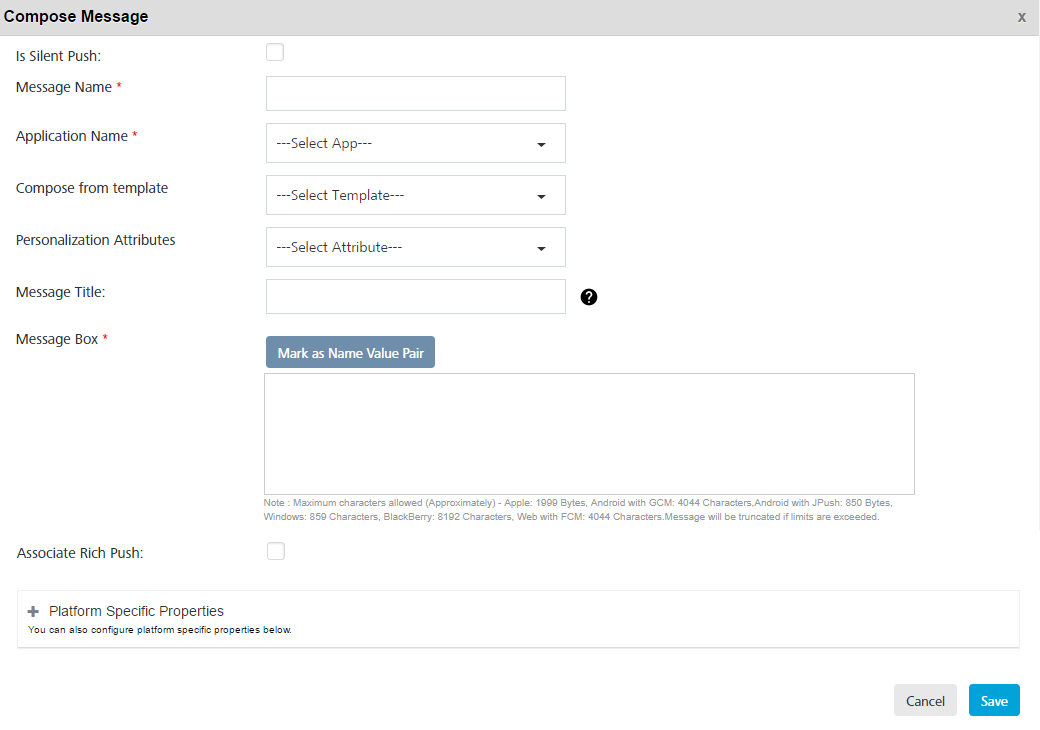 Compose Message x
Is Silent Push:
Message Name *
Application Name * ---Select App---
Compose from template ---Select Template---
Personalization Attributes ---Select Attribute---
Message Title: ?
Message Box * Mark as Name Value Pair
Note : Maximum characters allowed (Approximately) - Apple: 1999 Bytes, Android with GCM: 4044 Characters,Android with JPush: 850 Bytes,
Windows: 859 Characters, BlackBerry: 8192 Characters, Web with FCM: 4044 Characters.Message will be truncated if limits are exceeded.
Associate Rich Push:
Platform Specific Properties
You can also configure platform specific properties below.
Cancel Save